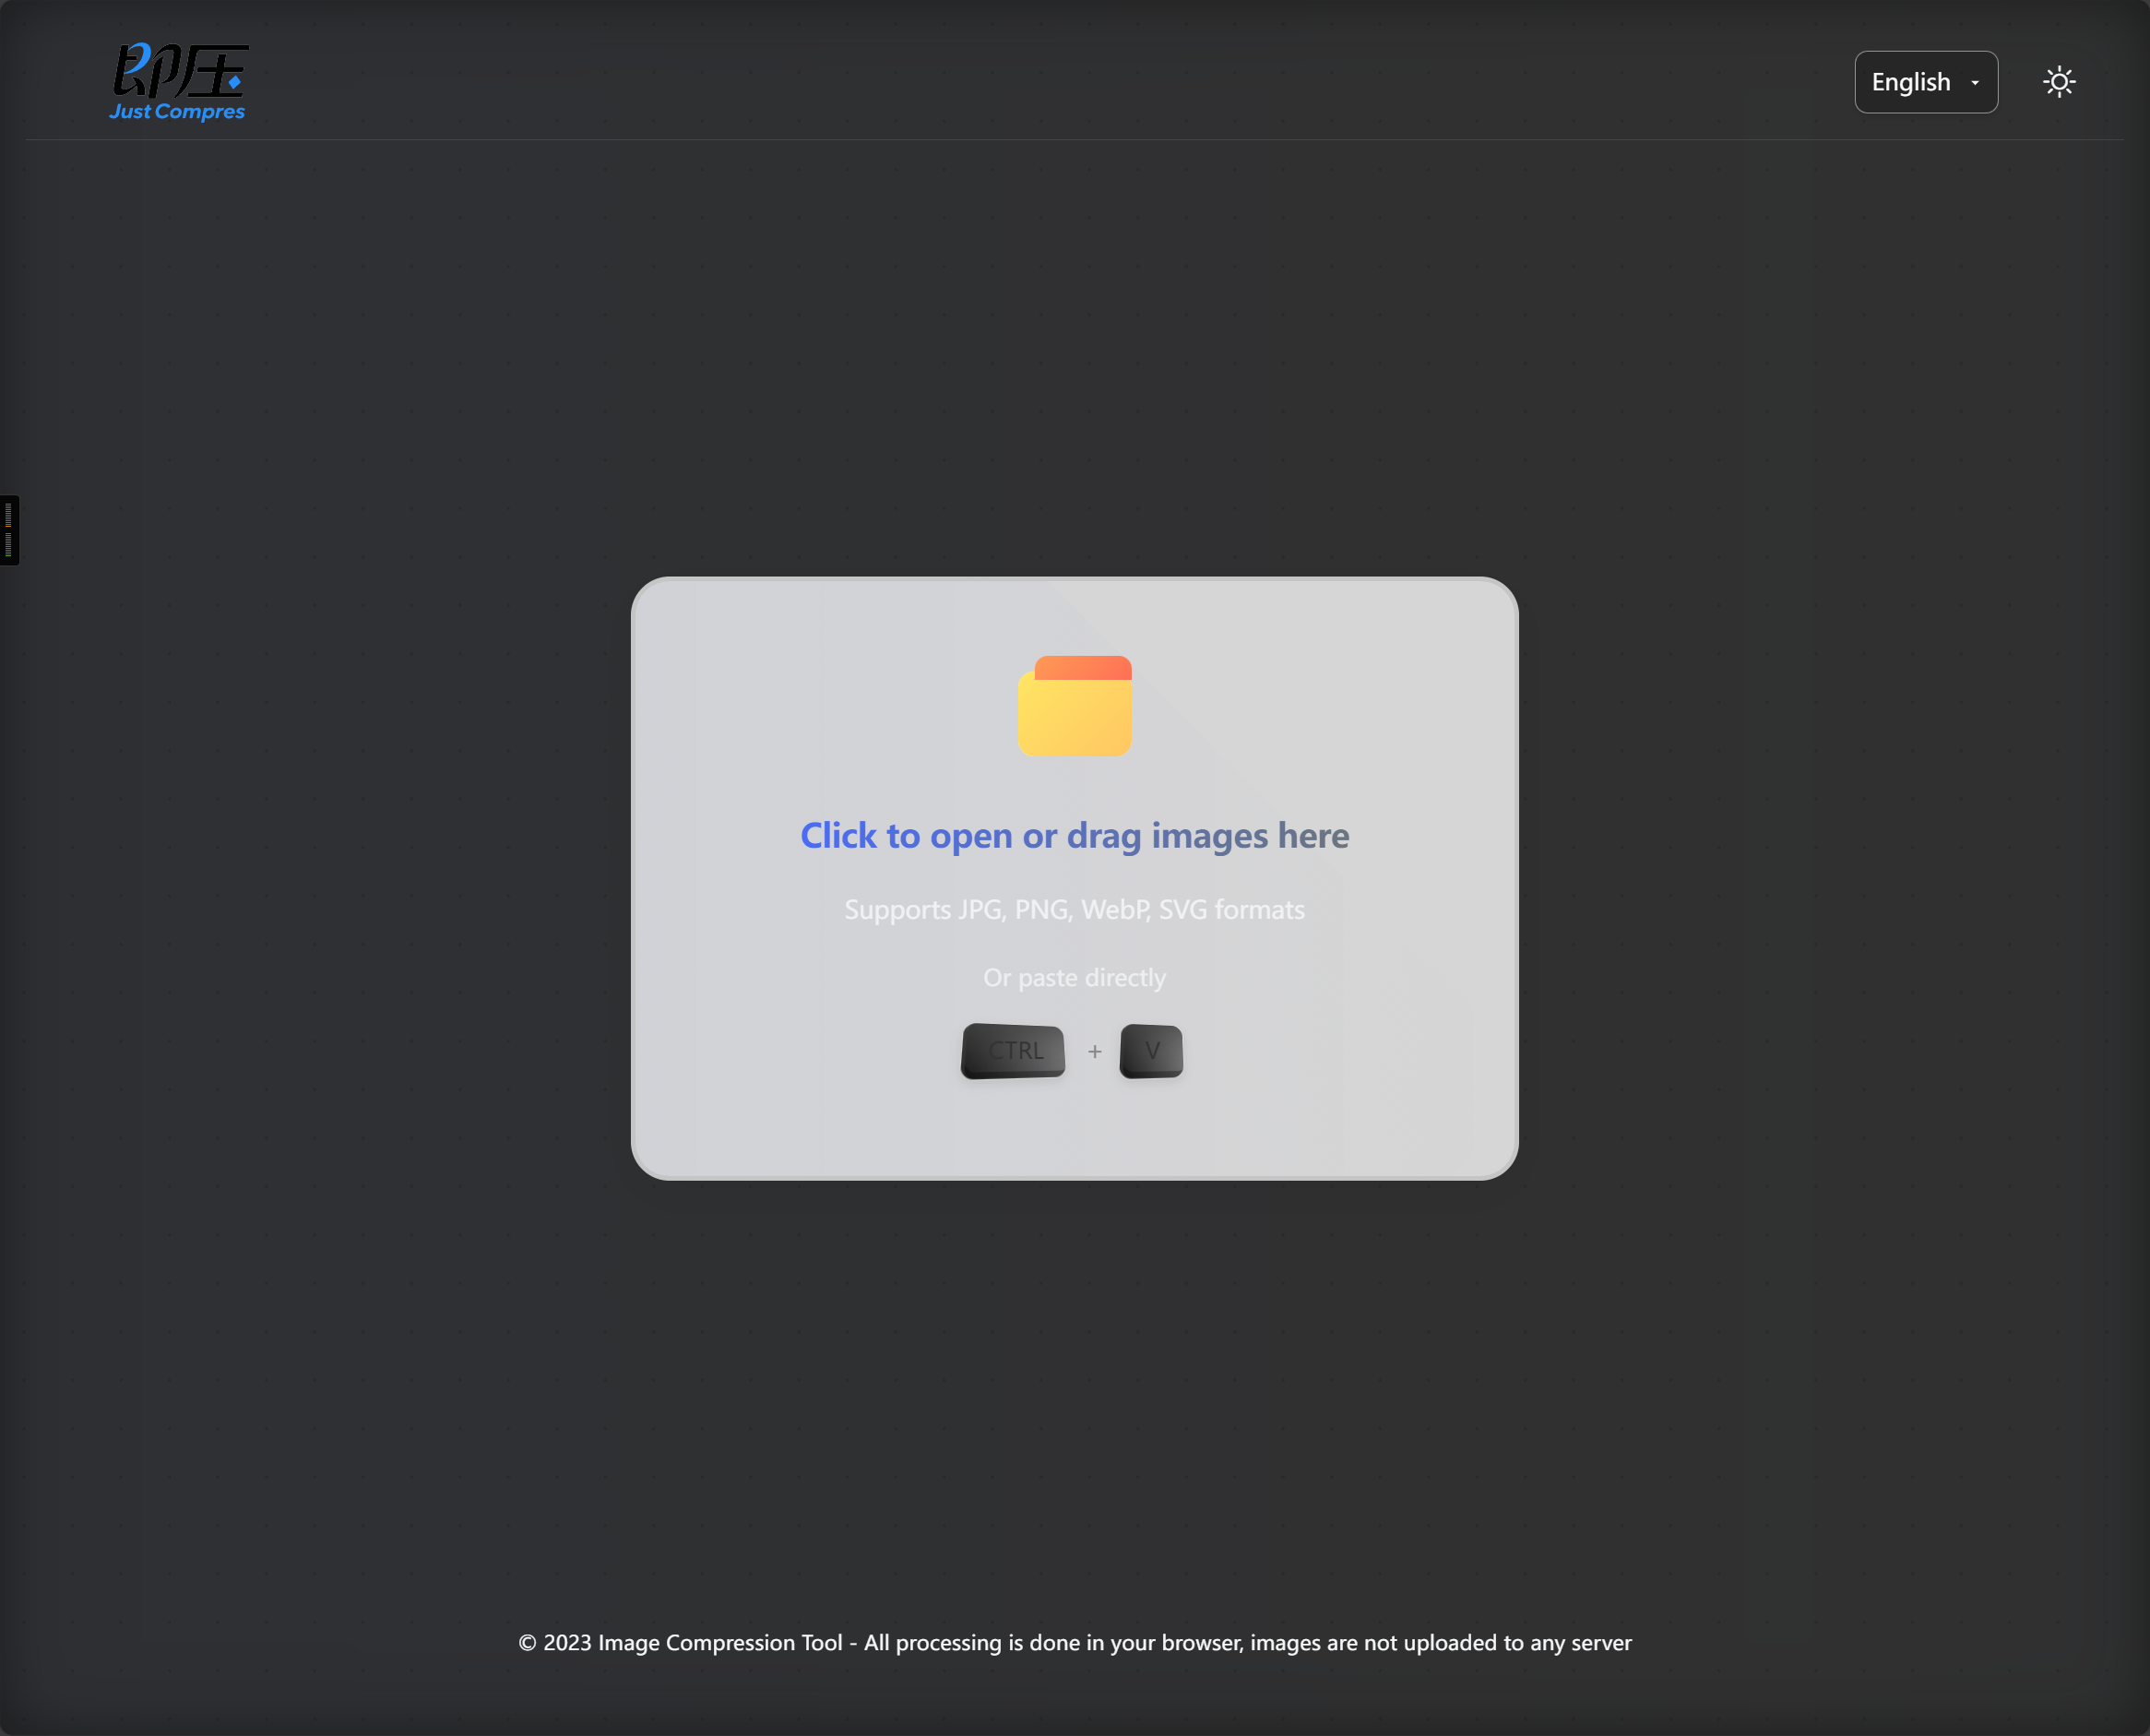 即压
Just Compres
English
Click to open or drag images here
Supports JPG, PNG, WebP, SVG formats
Or paste directly
CTRL + V
© 2023 Image Compression Tool - All processing is done in your browser, images are not uploaded to any server